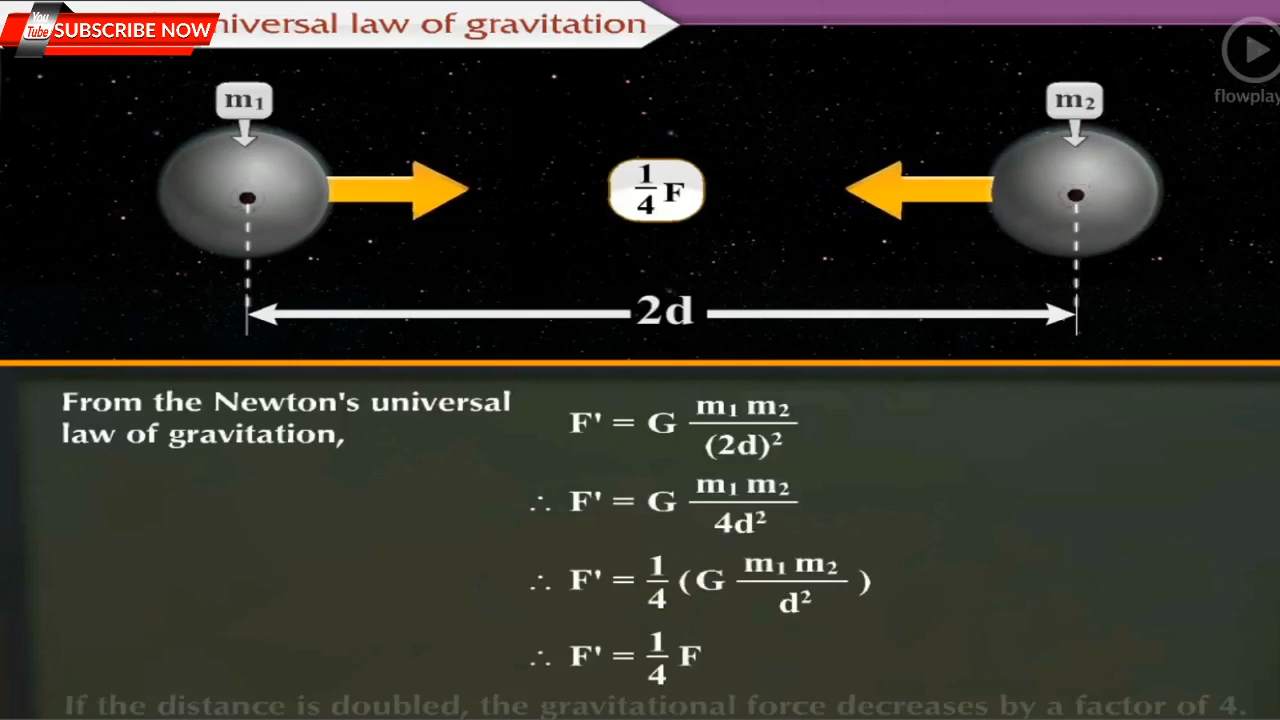 You
Tube
SUBSCRIBE NOW
niversal law of gravitation
flowplay
m₁
m₂
1/4 F
2d
From the Newton's universal
law of gravitation,
F' = G m₁ m₂/(2d)²
∴ F' = G m₁ m₂/4d²
∴ F' = 1/4 (G m₁ m₂/d²)
∴ F' = 1/4 F
If the distance is doubled, the gravitational force decreases by a factor of 4.